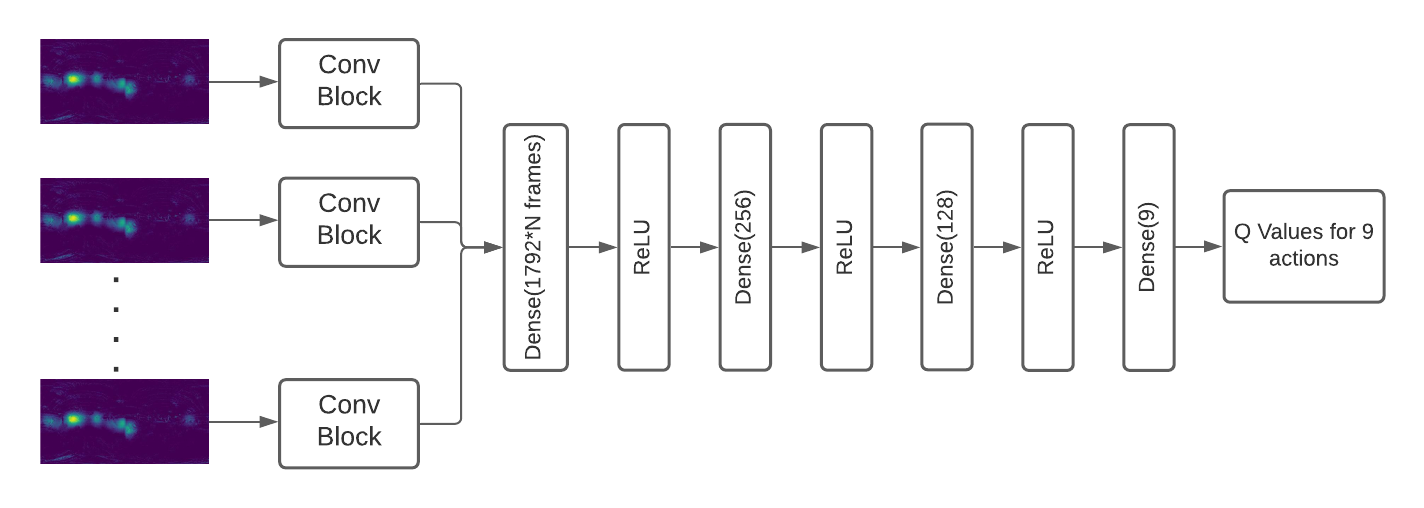 Conv
Block
Conv
Block
Conv
Block
Dense(1792*N frames)
ReLU
Dense(256)
ReLU
Dense(128)
ReLU
Dense(9)
Q Values for 9
actions